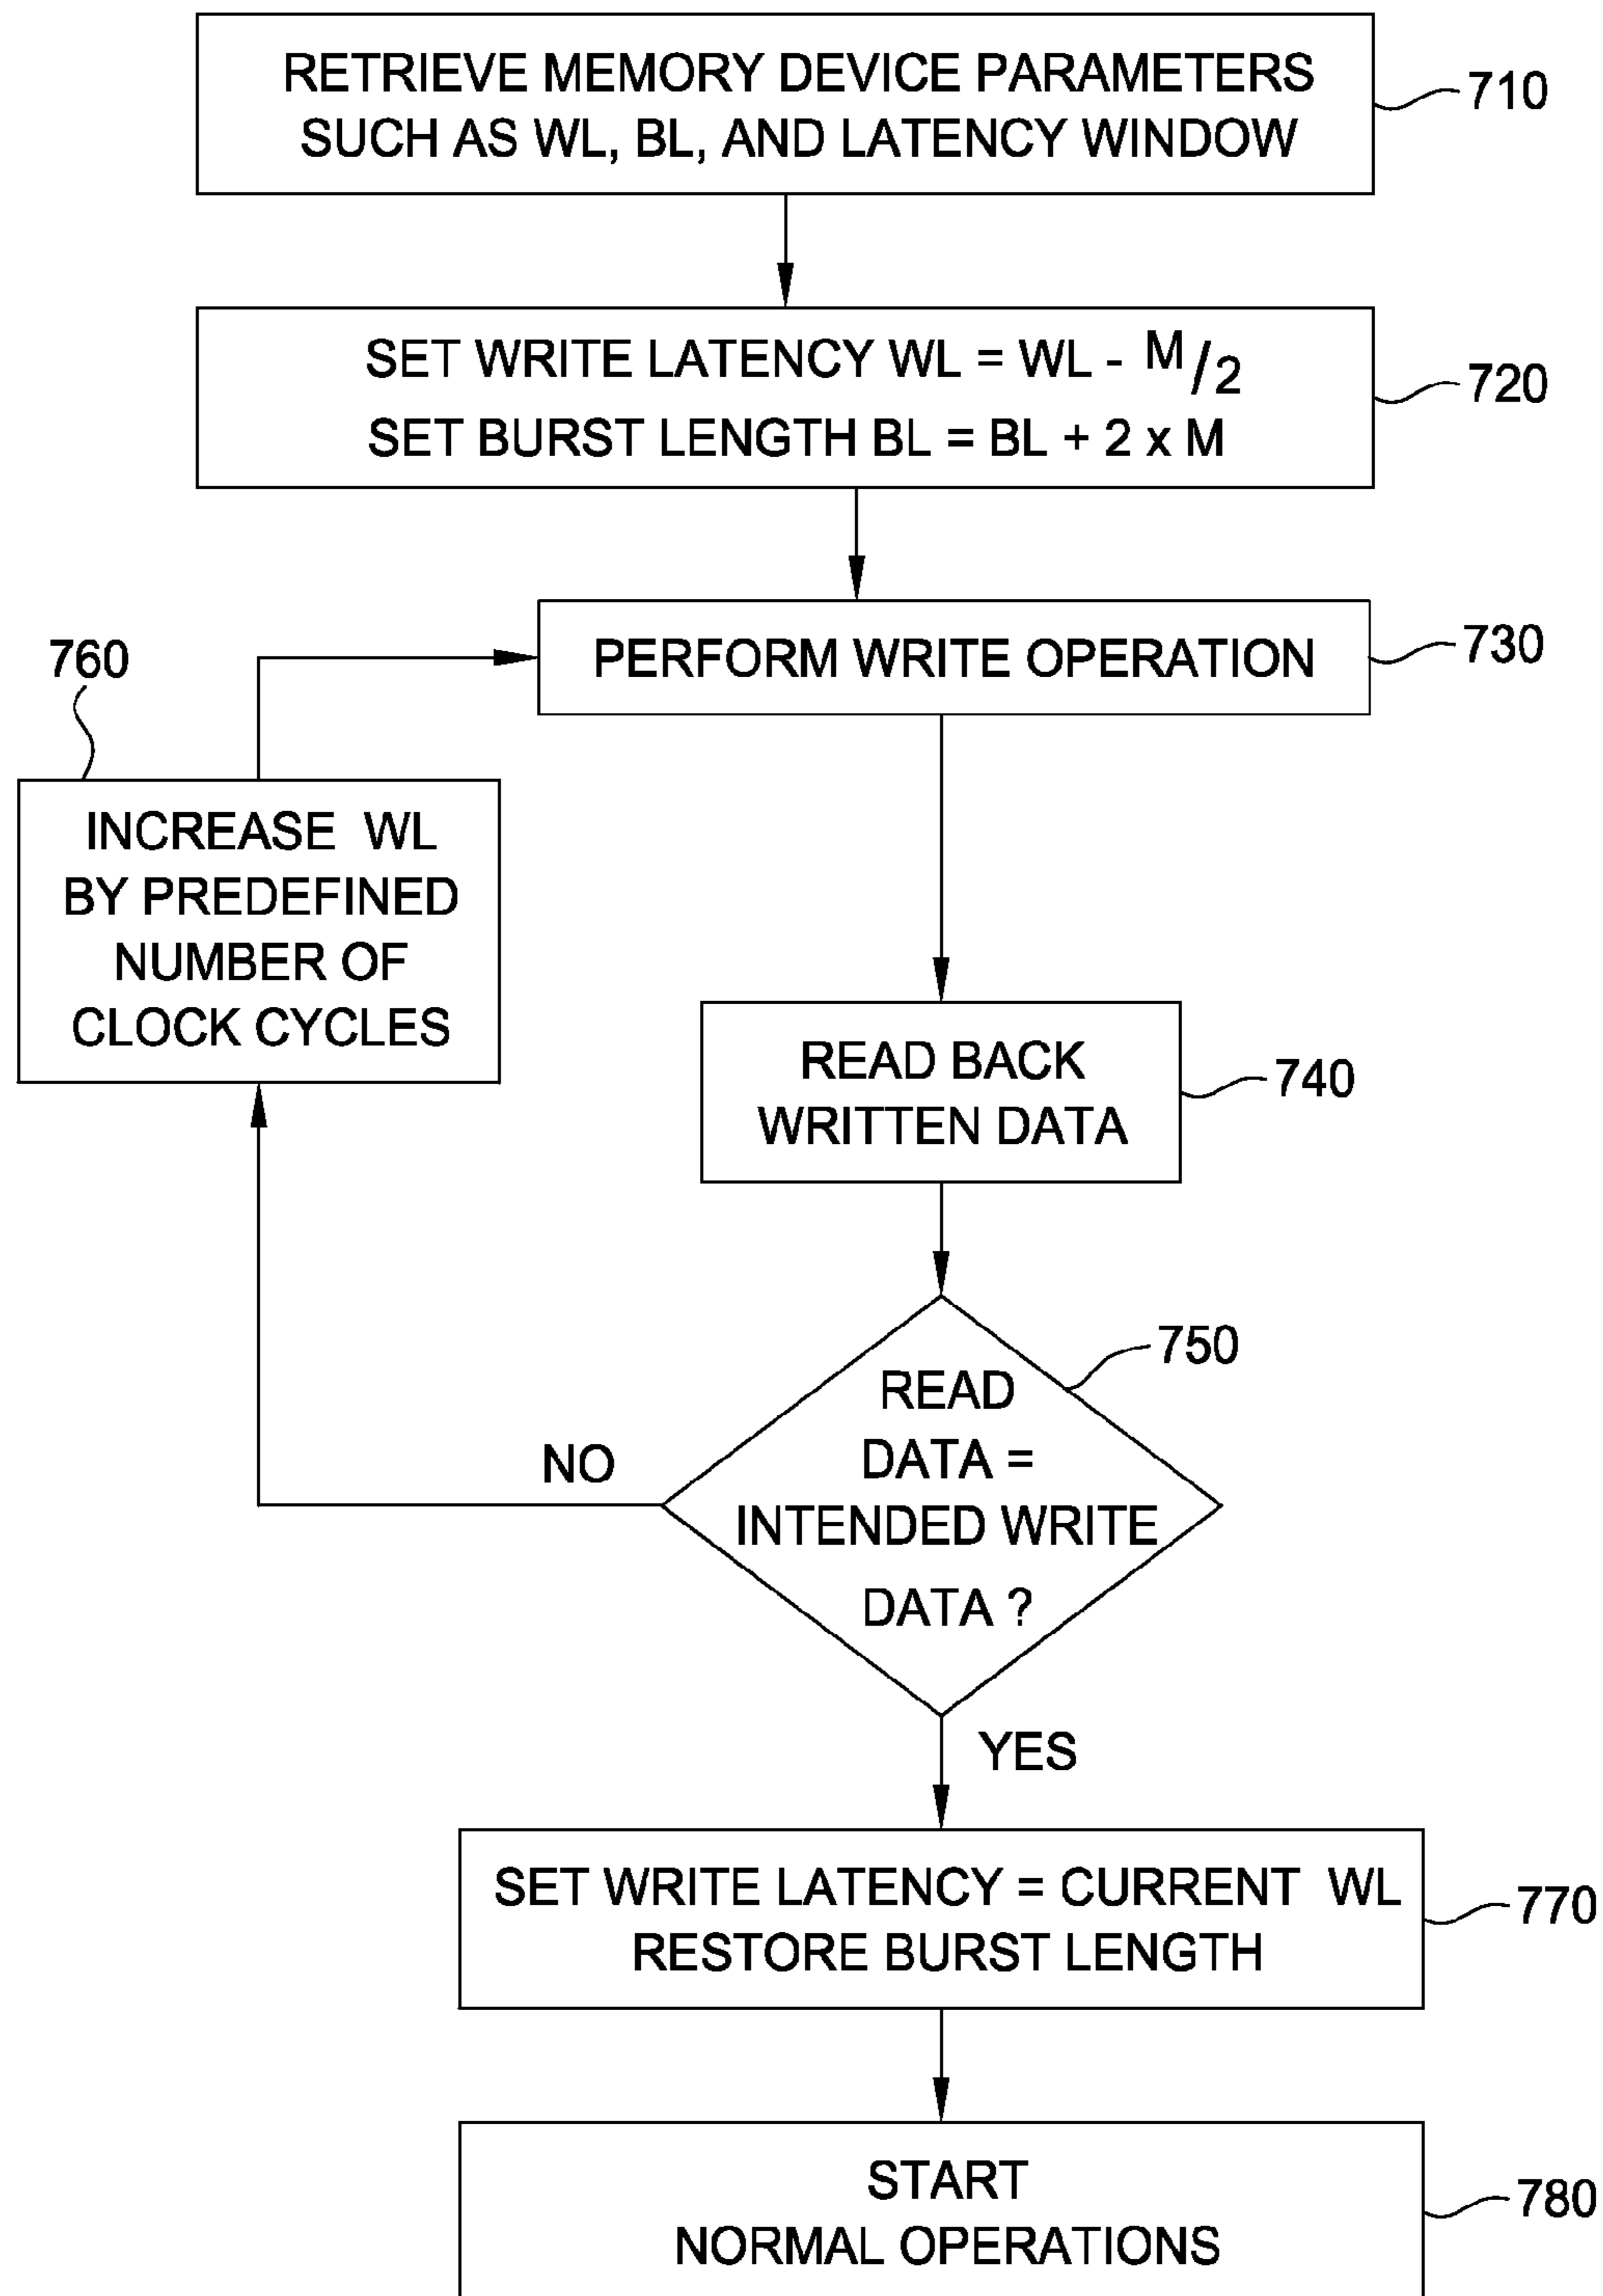 RETRIEVE MEMORY DEVICE PARAMETERS
SUCH AS WL, BL, AND LATENCY WINDOW
710
SET WRITE LATENCY WL = WL - M/2
SET BURST LENGTH BL = BL + 2 x M
720
PERFORM WRITE OPERATION
730
760
INCREASE WL
BY PREDEFINED
NUMBER OF
CLOCK CYCLES
READ BACK
WRITTEN DATA
740
READ
DATA =
INTENDED WRITE
DATA ?
750
NO
YES
SET WRITE LATENCY = CURRENT WL
RESTORE BURST LENGTH
770
START
NORMAL OPERATIONS
780